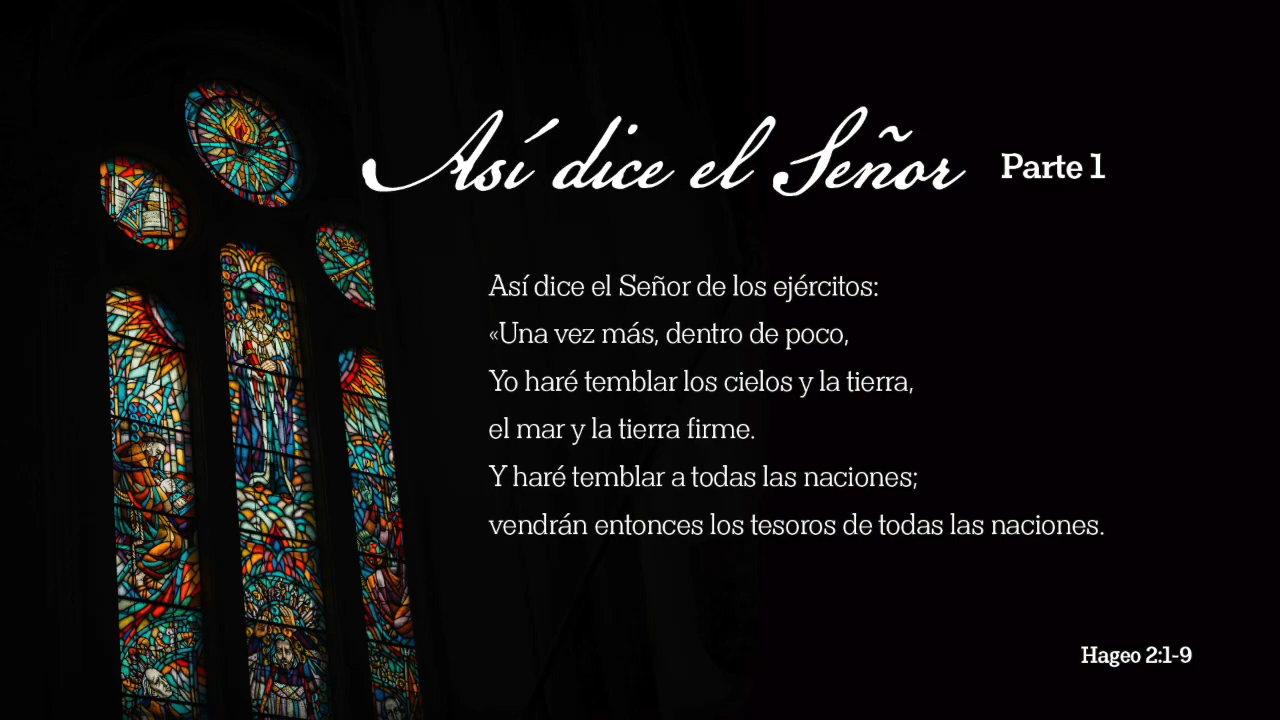 Así dice el Señor Parte 1
Así dice el Señor de los ejércitos:
«Una vez más, dentro de poco,
Yo haré temblar los cielos y la tierra,
el mar y la tierra firme.
Y haré temblar a todas las naciones;
vendrán entonces los tesoros de todas las naciones.
Hageo 2:1-9